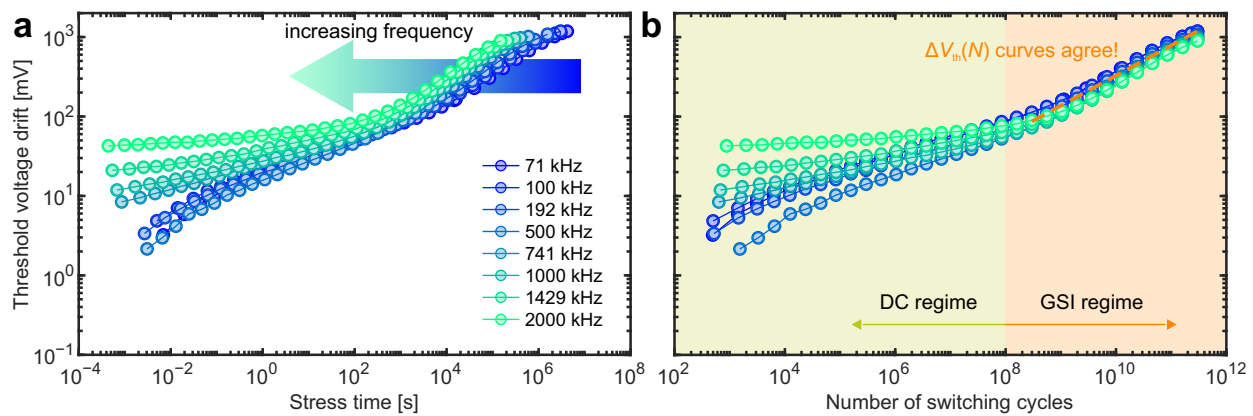 a
increasing frequency
Threshold voltage drift [mV]
10³
10²
10¹
10⁰
10⁻¹
71 kHz
100 kHz
192 kHz
500 kHz
741 kHz
1000 kHz
1429 kHz
2000 kHz
10⁻⁴ 10⁻² 10⁰ 10² 10⁴ 10⁶ 10⁸
Stress time [s]
b
ΔVth(N) curves agree!
DC regime GSI regime
10² 10⁴ 10⁶ 10⁸ 10¹⁰ 10¹²
Number of switching cycles